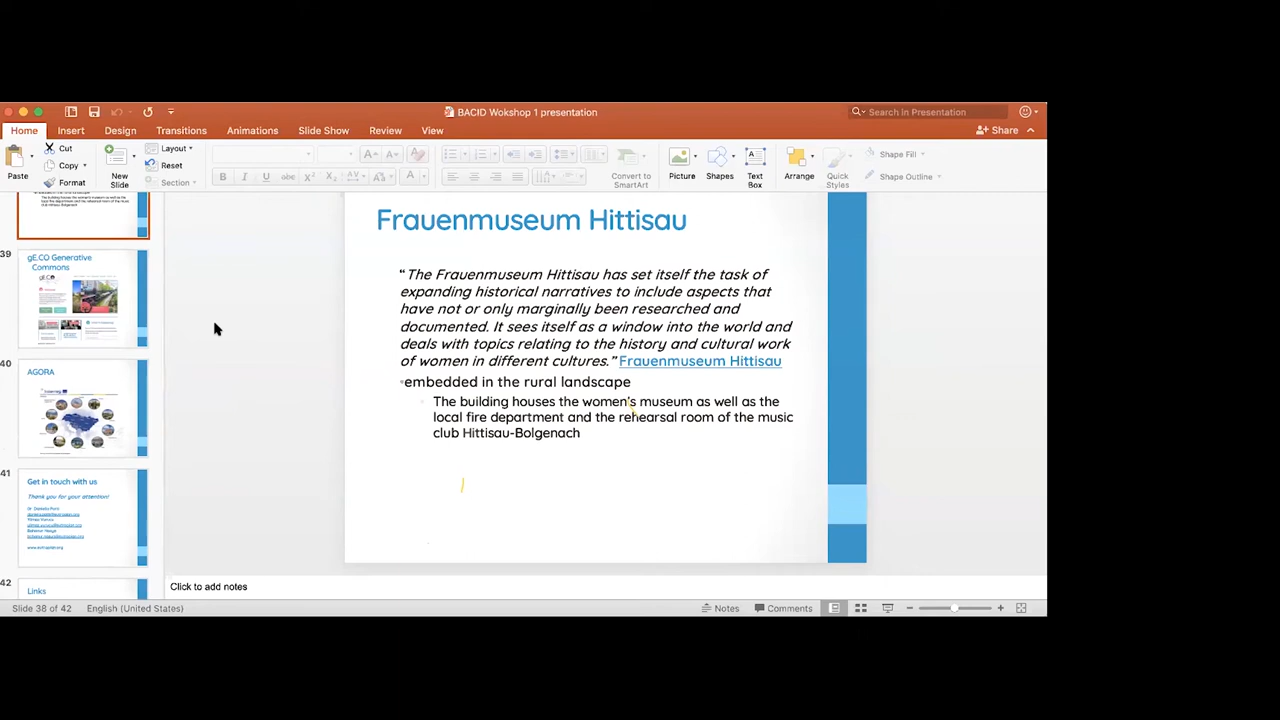 BACID Wokshop 1 presentation
Search in Presentation
Home Insert Design Transitions Animations Slide Show Review View
Share
Paste
Cut
Copy
Format
New Slide
Layout
Reset
Section
Convert to SmartArt
Picture
Shapes
Text Box
Arrange
Quick Styles
Shape Fill
Shape Outline
39
gE.CO Generative
Commons
40
AGORA
41
Get in touch with us
Thank you for your attention!
42
Links
Frauenmuseum Hittisau
“The Frauenmuseum Hittisau has set itself the task of
expanding historical narratives to include aspects that
have not or only marginally been researched and
documented. It sees itself as a window into the world and
deals with topics relating to the history and cultural work
of women in different cultures.” Frauenmuseum Hittisau
embedded in the rural landscape
The building houses the women's museum as well as the
local fire department and the rehearsal room of the music
club Hittisau-Bolgenach
Click to add notes
Slide 38 of 42 English (United States) Notes Comments